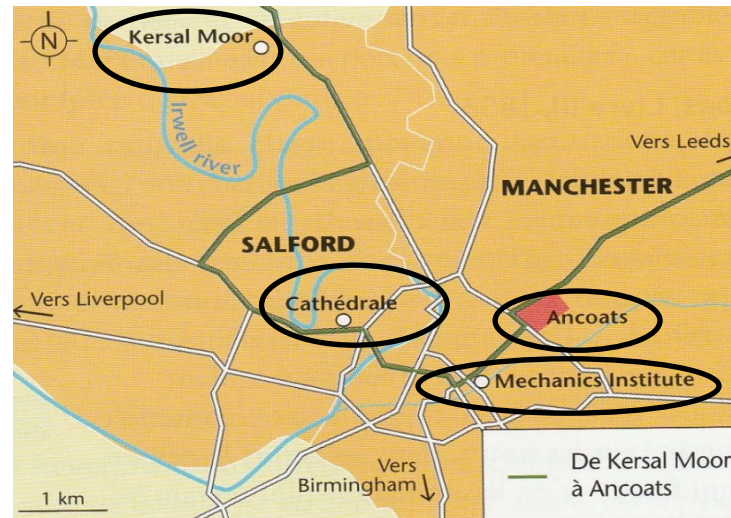 N
Kersal Moor
Irwell river
Vers Leeds
MANCHESTER
SALFORD
Vers Liverpool
Cathédrale
Ancoats
Mechanics Institute
Vers
Birmingham
De Kersal Moor
à Ancoats
1 km